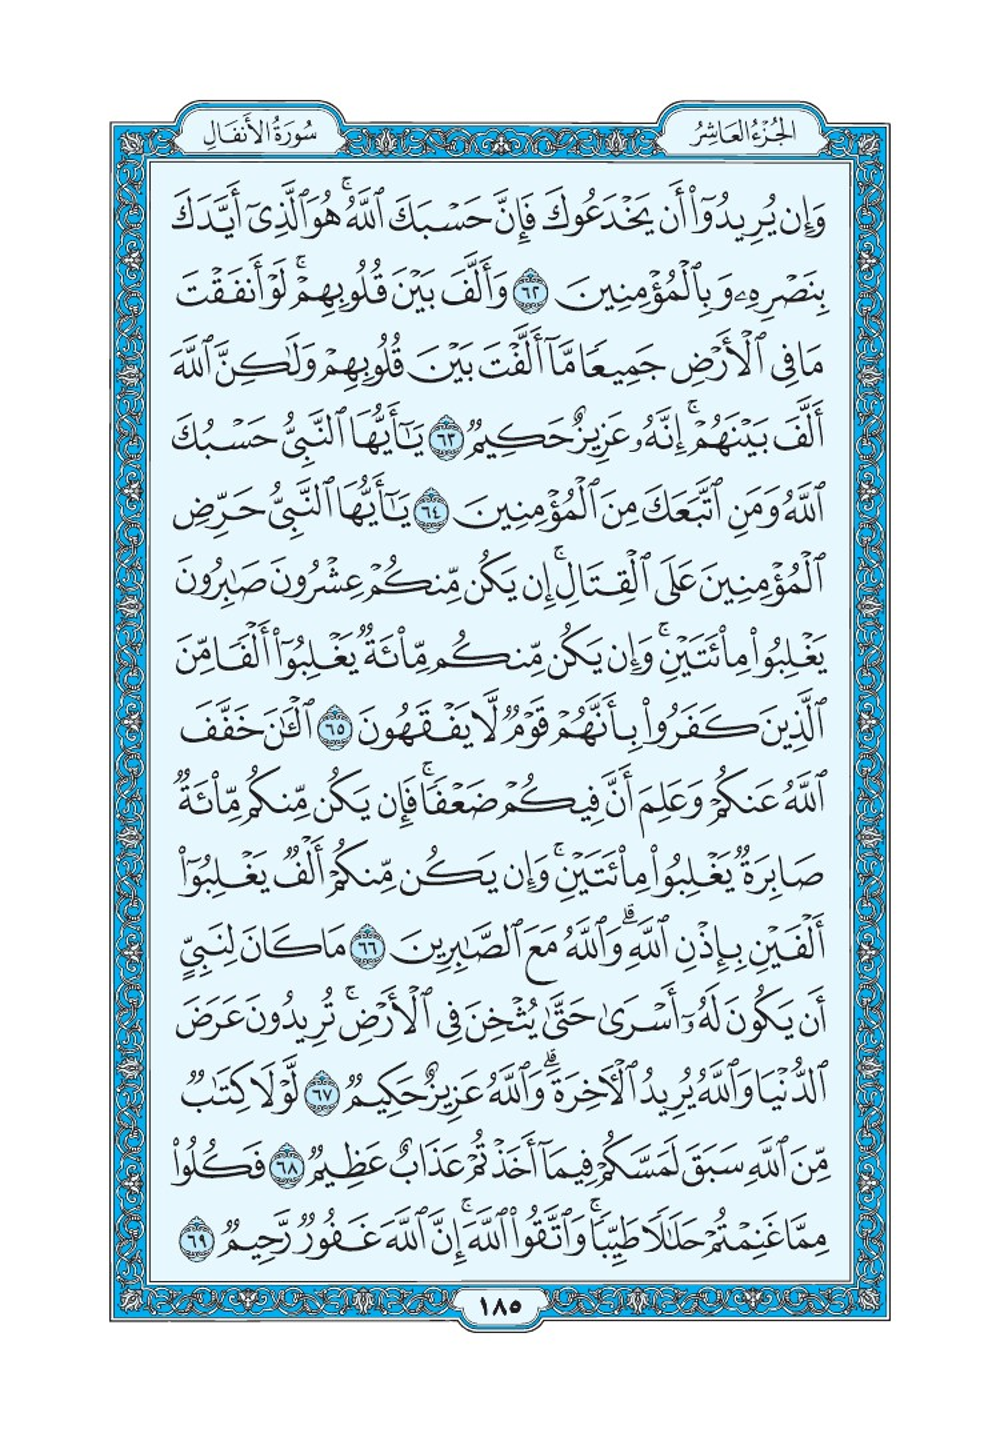 الجُزْءُ العَاشِرُ
سُورَةُ الأَنفَالِ
وَإِن يُرِيدُوٓا۟ أَن يَخْدَعُوكَ فَإِنَّ حَسْبَكَ ٱللَّهُ ۚ هُوَ ٱلَّذِىٓ أَيَّدَكَ
بِنَصْرِهِۦ وَبِٱلْمُؤْمِنِينَ ٦٢ وَأَلَّفَ بَيْنَ قُلُوبِهِمْ ۚ لَوْ أَنفَقْتَ
مَا فِى ٱلْأَرْضِ جَمِيعًا مَّآ أَلَّفْتَ بَيْنَ قُلُوبِهِمْ وَلَٰكِنَّ ٱللَّهَ
أَلَّفَ بَيْنَهُمْ ۚ إِنَّهُۥ عَزِيزٌ حَكِيمٌ ٦٣ يَٰٓأَيُّهَا ٱلنَّبِىُّ حَسْبُكَ
ٱللَّهُ وَمَنِ ٱتَّبَعَكَ مِنَ ٱلْمُؤْمِنِينَ ٦٤ يَٰٓأَيُّهَا ٱلنَّبِىُّ حَرِّضِ
ٱلْمُؤْمِنِينَ عَلَى ٱلْقِتَالِ ۚ إِن يَكُن مِّنكُمْ عِشْرُونَ صَٰبِرُونَ
يَغْلِبُوا۟ مِا۟ئَتَيْنِ ۚ وَإِن يَكُن مِّنكُم مِّا۟ئَةٌ يَغْلِبُوٓا۟ أَلْفًا مِّنَ
ٱلَّذِينَ كَفَرُوا۟ بِأَنَّهُمْ قَوْمٌ لَّا يَفْقَهُونَ ٦٥ ٱلْـَٰٔنَ خَفَّفَ
ٱللَّهُ عَنكُمْ وَعَلِمَ أَنَّ فِيكُمْ ضَعْفًا ۚ فَإِن يَكُن مِّنكُم مِّا۟ئَةٌ
صَابِرَةٌ يَغْلِبُوا۟ مِا۟ئَتَيْنِ ۚ وَإِن يَكُن مِّنكُمْ أَلْفٌ يَغْلِبُوٓا۟
أَلْفَيْنِ بِإِذْنِ ٱللَّهِ ۗ وَٱللَّهُ مَعَ ٱلصَّٰبِرِينَ ٦٦ مَا كَانَ لِنَبِىٍّ
أَن يَكُونَ لَهُۥٓ أَسْرَىٰ حَتَّىٰ يُثْخِنَ فِى ٱلْأَرْضِ ۚ تُرِيدُونَ عَرَضَ
ٱلدُّنْيَا وَٱللَّهُ يُرِيدُ ٱلْـَٔاخِرَةَ ۗ وَٱللَّهُ عَزِيزٌ حَكِيمٌ ٦٧ لَّوْلَا كِتَٰبٌ
مِّنَ ٱللَّهِ سَبَقَ لَمَسَّكُمْ فِيمَآ أَخَذْتُمْ عَذَابٌ عَظِيمٌ ٦٨ فَكُلُوا۟
مِمَّا غَنِمْتُمْ حَلَٰلًا طَيِّبًا ۚ وَٱتَّقُوا۟ ٱللَّهَ ۚ إِنَّ ٱللَّهَ غَفُورٌ رَّحِيمٌ ٦٩
١٨٥